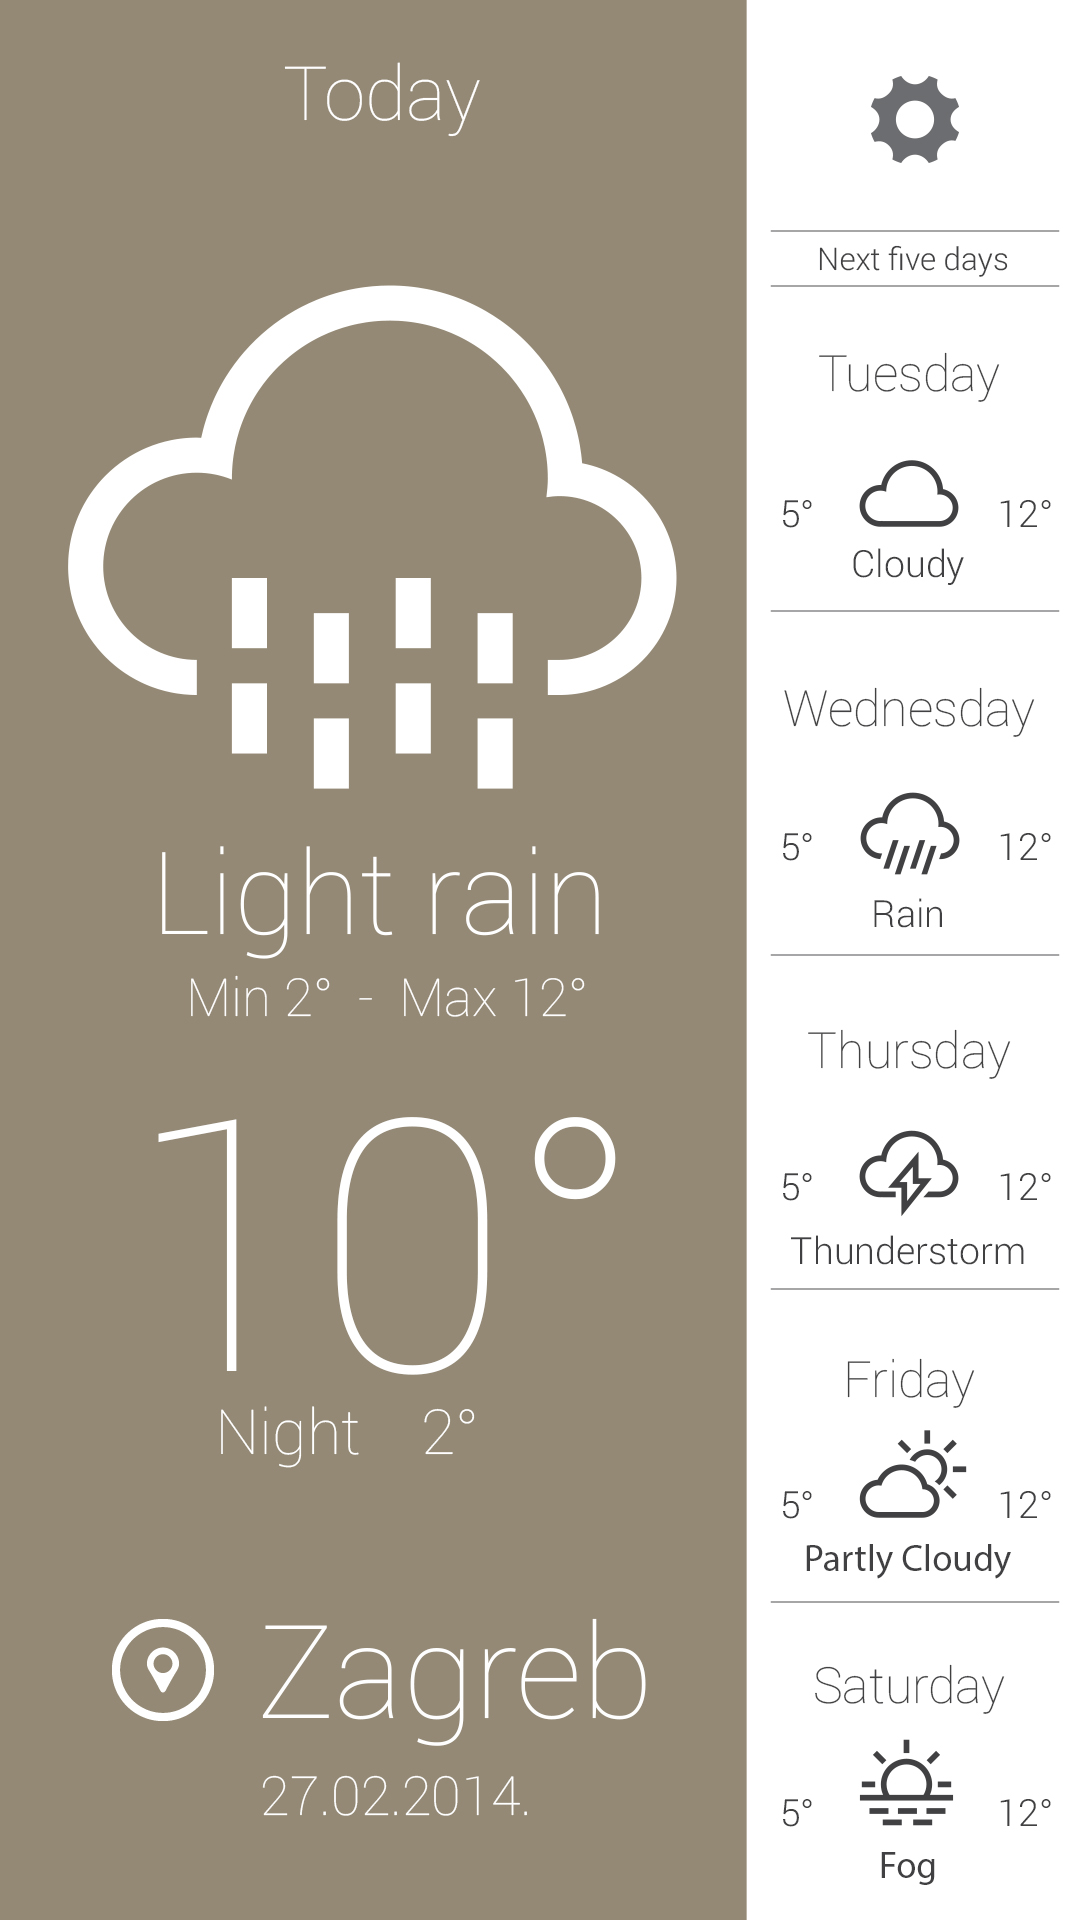 Today
Light rain
Min 2° - Max 12°
10°
Night 2°
Zagreb
27.02.2014.
Next five days
Tuesday
5° 12°
Cloudy
Wednesday
5° 12°
Rain
Thursday
5° 12°
Thunderstorm
Friday
5° 12°
Partly Cloudy
Saturday
5° 12°
Fog